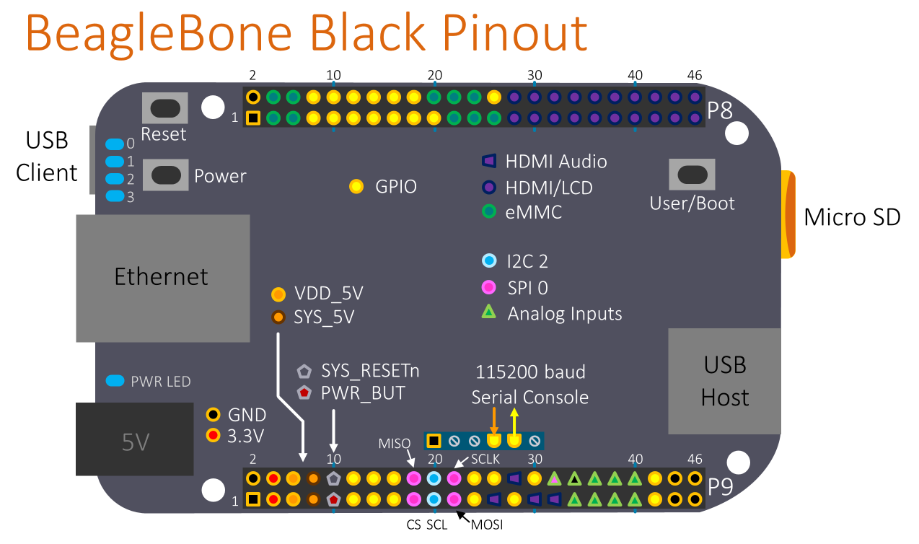 BeagleBone Black Pinout
2 10 20 30 40 46
P8
1
USB
Client
0
1
2
3
Reset
Power
GPIO
HDMI Audio
HDMI/LCD
eMMC
User/Boot
Micro SD
Ethernet
I2C 2
SPI 0
Analog Inputs
VDD_5V
SYS_5V
SYS_RESETn
PWR_BUT
115200 baud
Serial Console
USB
Host
PWR LED
GND
3.3V
5V
MISO
SCLK
2 10 20 30 40 46
P9
1
CS SCL MOSI